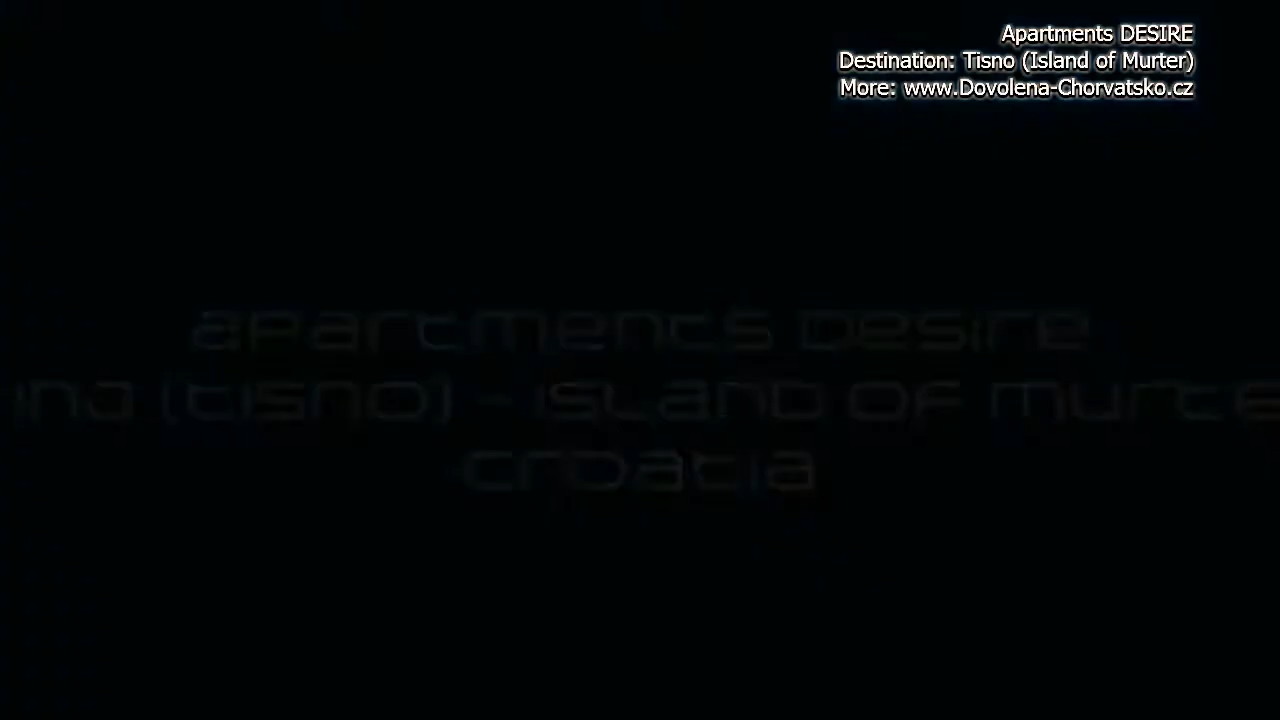 Apartments DESIRE
Destination: Tisno (Island of Murter)
More: www.Dovolena-Chorvatsko.cz
apartments Desire
(tisno) - island of
croatia